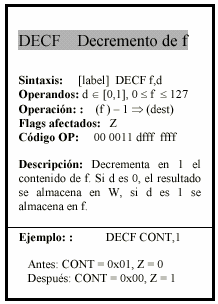 DECF Decremento de f
Sintaxis: [label] DECF f,d
Operandos: d ∈ [0,1], 0 ≤ f ≤ 127
Operación: : (f ) – 1 ⇒ (dest)
Flags afectados: Z
Código OP: 00 0011 dfff ffff
Descripción: Decrementa en 1 el
contenido de f. Si d es 0, el resultado
se almacena en W, si d es 1 se
almacena en f.
Ejemplo: : DECF CONT,1
Antes: CONT = 0x01, Z = 0
Después: CONT = 0x00, Z = 1